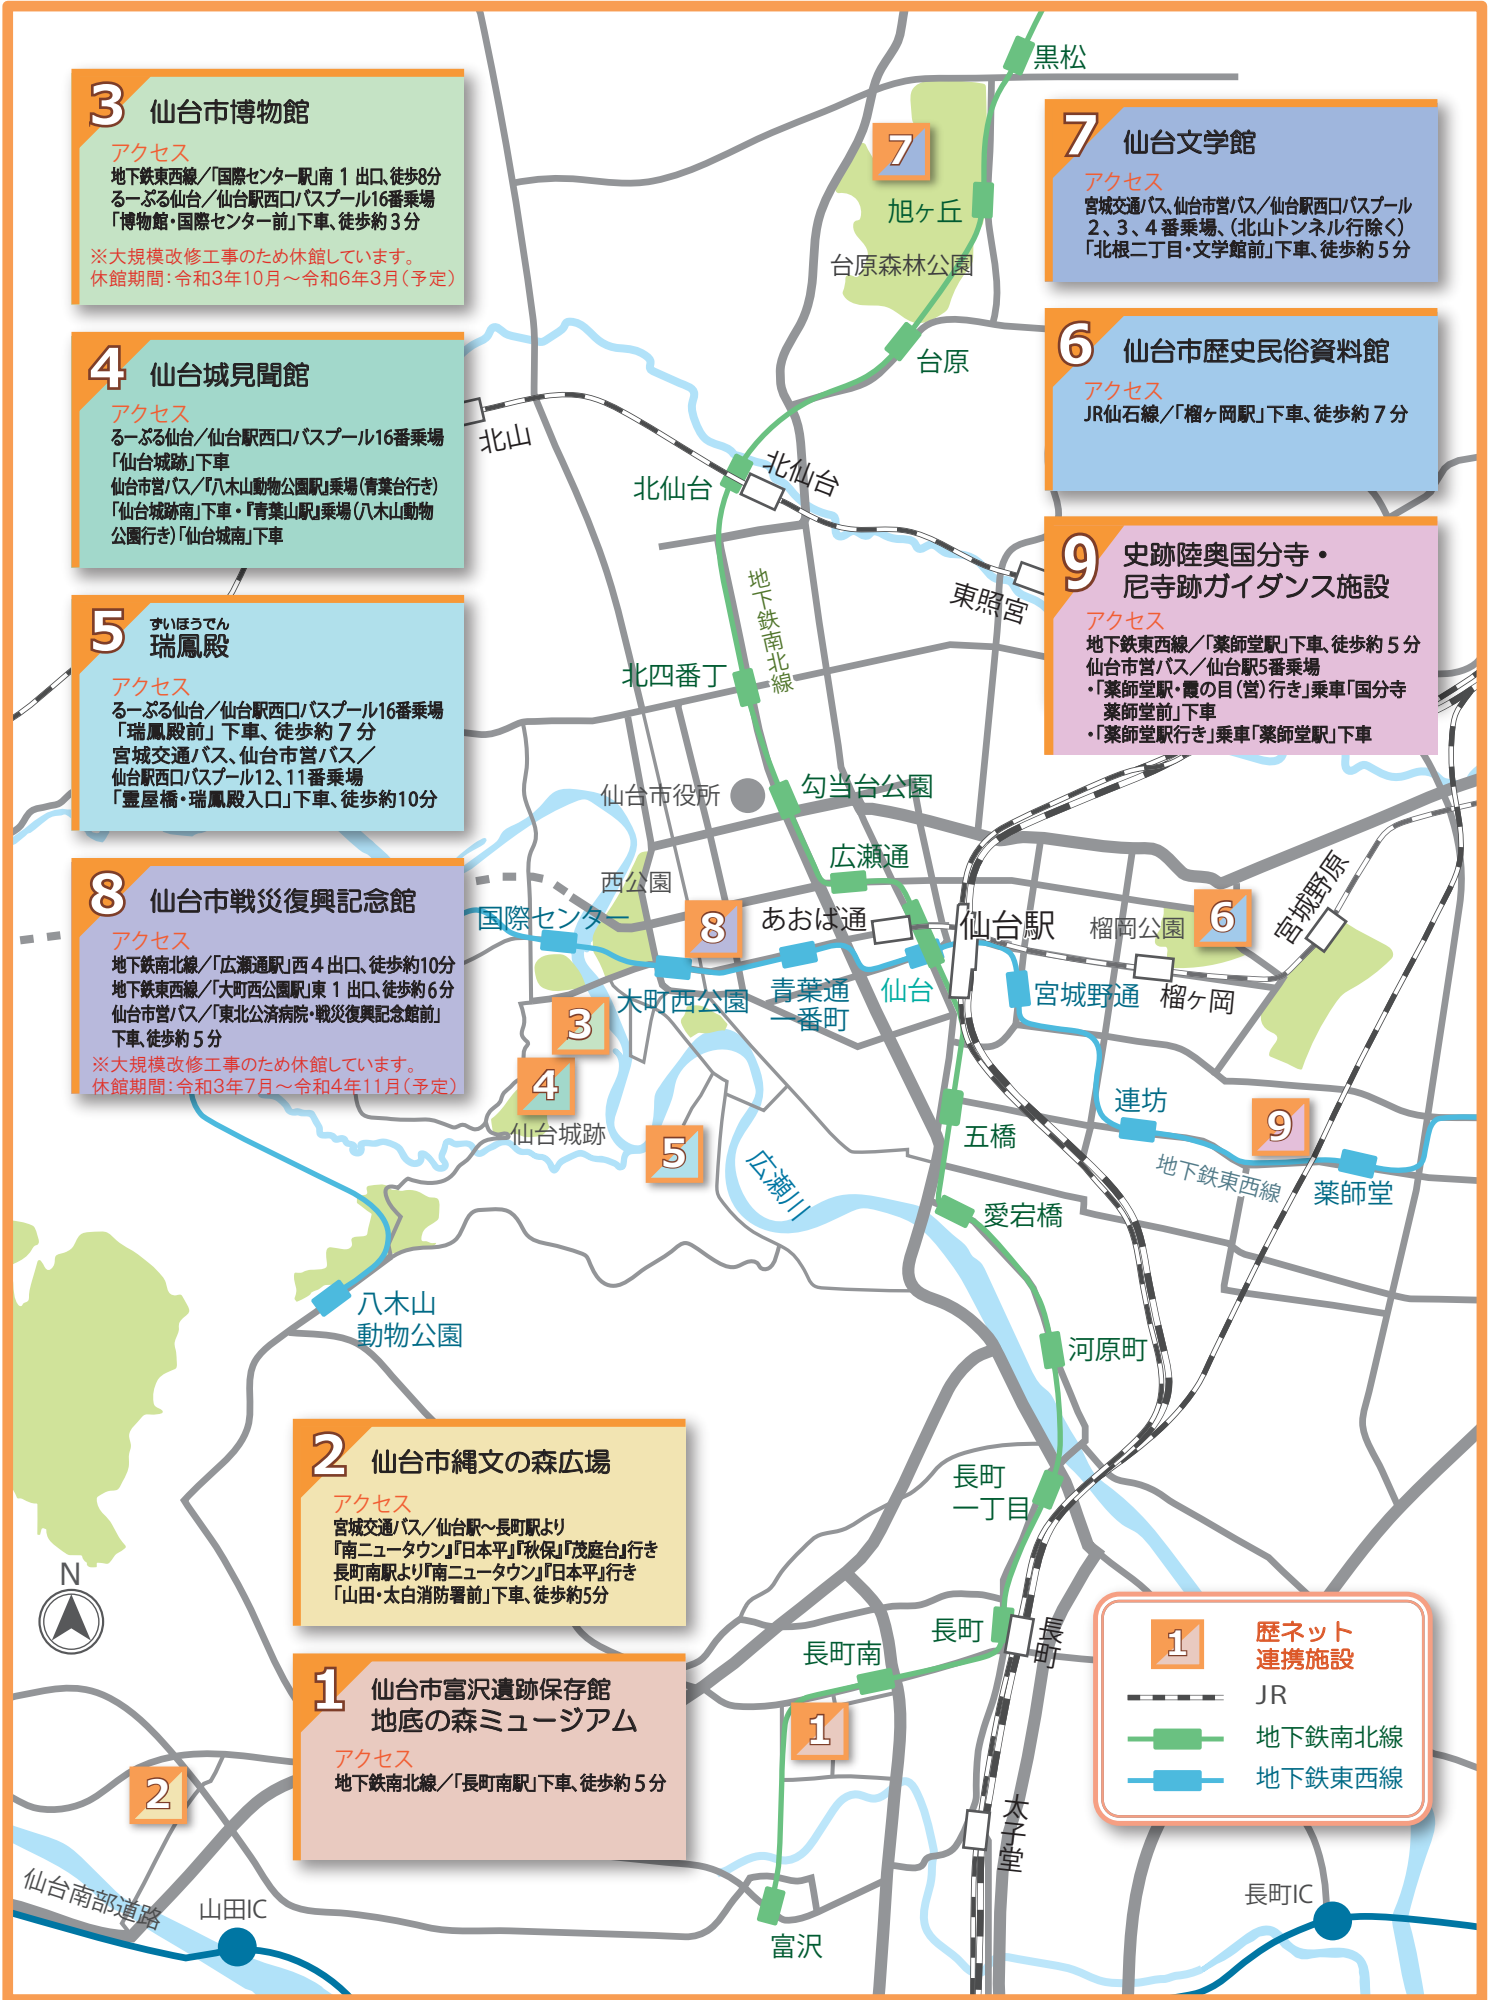 3 仙台市博物館
アクセス
地下鉄東西線／「国際センター駅」南１出口、徒歩8分
るーぷる仙台／仙台駅西口バスプール16番乗場
「博物館・国際センター前」下車、徒歩約３分
※大規模改修工事のため休館しています。
休館期間：令和3年10月～令和6年3月（予定）
4 仙台城見聞館
アクセス
るーぷる仙台／仙台駅西口バスプール16番乗場
「仙台城跡」下車
仙台市営バス／『八木山動物公園駅』乗場（青葉台行き）
「仙台城跡南」下車・『青葉山駅』乗場（八木山動物
公園行き）「仙台城南」下車
5 瑞鳳殿
ずいほうでん
アクセス
るーぷる仙台／仙台駅西口バスプール16番乗場
「瑞鳳殿前」下車、徒歩約７分
宮城交通バス、仙台市営バス／
仙台駅西口バスプール12、11番乗場
「霊屋橋・瑞鳳殿入口」下車、徒歩約10分
8 仙台市戦災復興記念館
アクセス
地下鉄南北線／「広瀬通駅」西４出口、徒歩約10分
地下鉄東西線／「大町西公園駅」東１出口、徒歩約６分
仙台市営バス／「東北公済病院・戦災復興記念館前」
下車、徒歩約５分
※大規模改修工事のため休館しています。
休館期間：令和3年7月～令和4年11月（予定）
7 仙台文学館
アクセス
宮城交通バス、仙台市営バス／仙台駅西口バスプール
２、３、４番乗場、（北山トンネル行除く）
「北根二丁目・文学館前」下車、徒歩約５分
6 仙台市歴史民俗資料館
アクセス
JR仙石線／「榴ヶ岡駅」下車、徒歩約７分
9 史跡陸奥国分寺・
尼寺跡ガイダンス施設
アクセス
地下鉄東西線／「薬師堂駅」下車、徒歩約５分
仙台市営バス／仙台駅5番乗場
・「薬師堂駅・霞の目（営）行き」乗車「国分寺
薬師堂前」下車
・「薬師堂駅行き」乗車「薬師堂駅」下車
2 仙台市縄文の森広場
アクセス
宮城交通バス／仙台駅～長町駅より
『南ニュータウン』『日本平』『秋保』『茂庭台』行き
長町南駅より『南ニュータウン』『日本平』行き
「山田・太白消防署前」下車、徒歩約5分
1 仙台市富沢遺跡保存館
地底の森ミュージアム
アクセス
地下鉄南北線／「長町南駅」下車、徒歩約５分
黒松
7
旭ヶ丘
台原森林公園
台原
北山
北仙台
北仙台
東照宮
地下鉄南北線
北四番丁
仙台市役所
勾当台公園
広瀬通
西公園
国際センター
8
あおば通
仙台駅
榴岡公園
6
宮城野原
大町西公園
青葉通
一番町
仙台
宮城野通
榴ヶ岡
3
4
仙台城跡
5
広瀬川
五橋
連坊
9
地下鉄東西線
薬師堂
愛宕橋
八木山
動物公園
河原町
長町
一丁目
長町
長町
長町南
1
2
太子堂
富沢
仙台南部道路
山田IC
長町IC
N
1
歴ネット
連携施設
JR
地下鉄南北線
地下鉄東西線